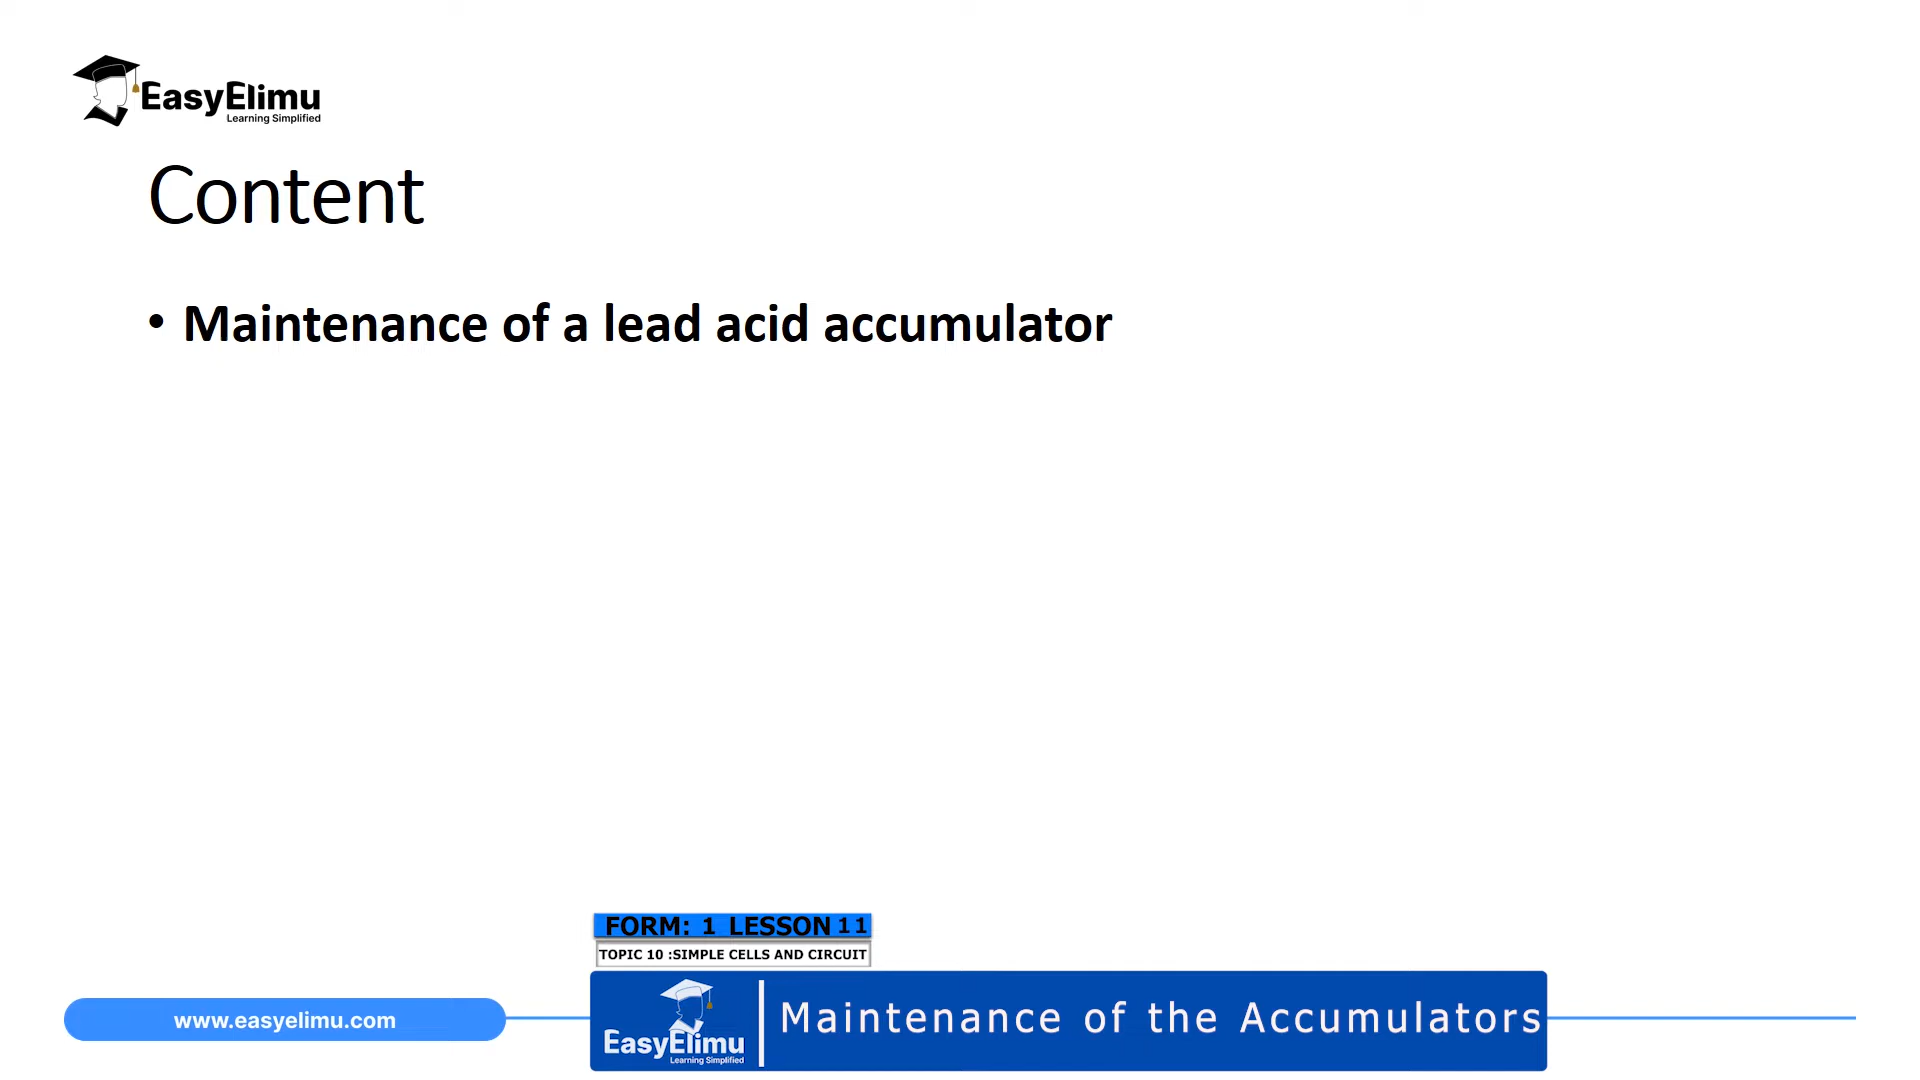 EasyElimu
Learning Simplified
Content
• Maintenance of a lead acid accumulator
FORM: 1 LESSON 11
TOPIC 10 :SIMPLE CELLS AND CIRCUIT
www.easyelimu.com
EasyElimu
Learning Simplified
Maintenance of the Accumulators